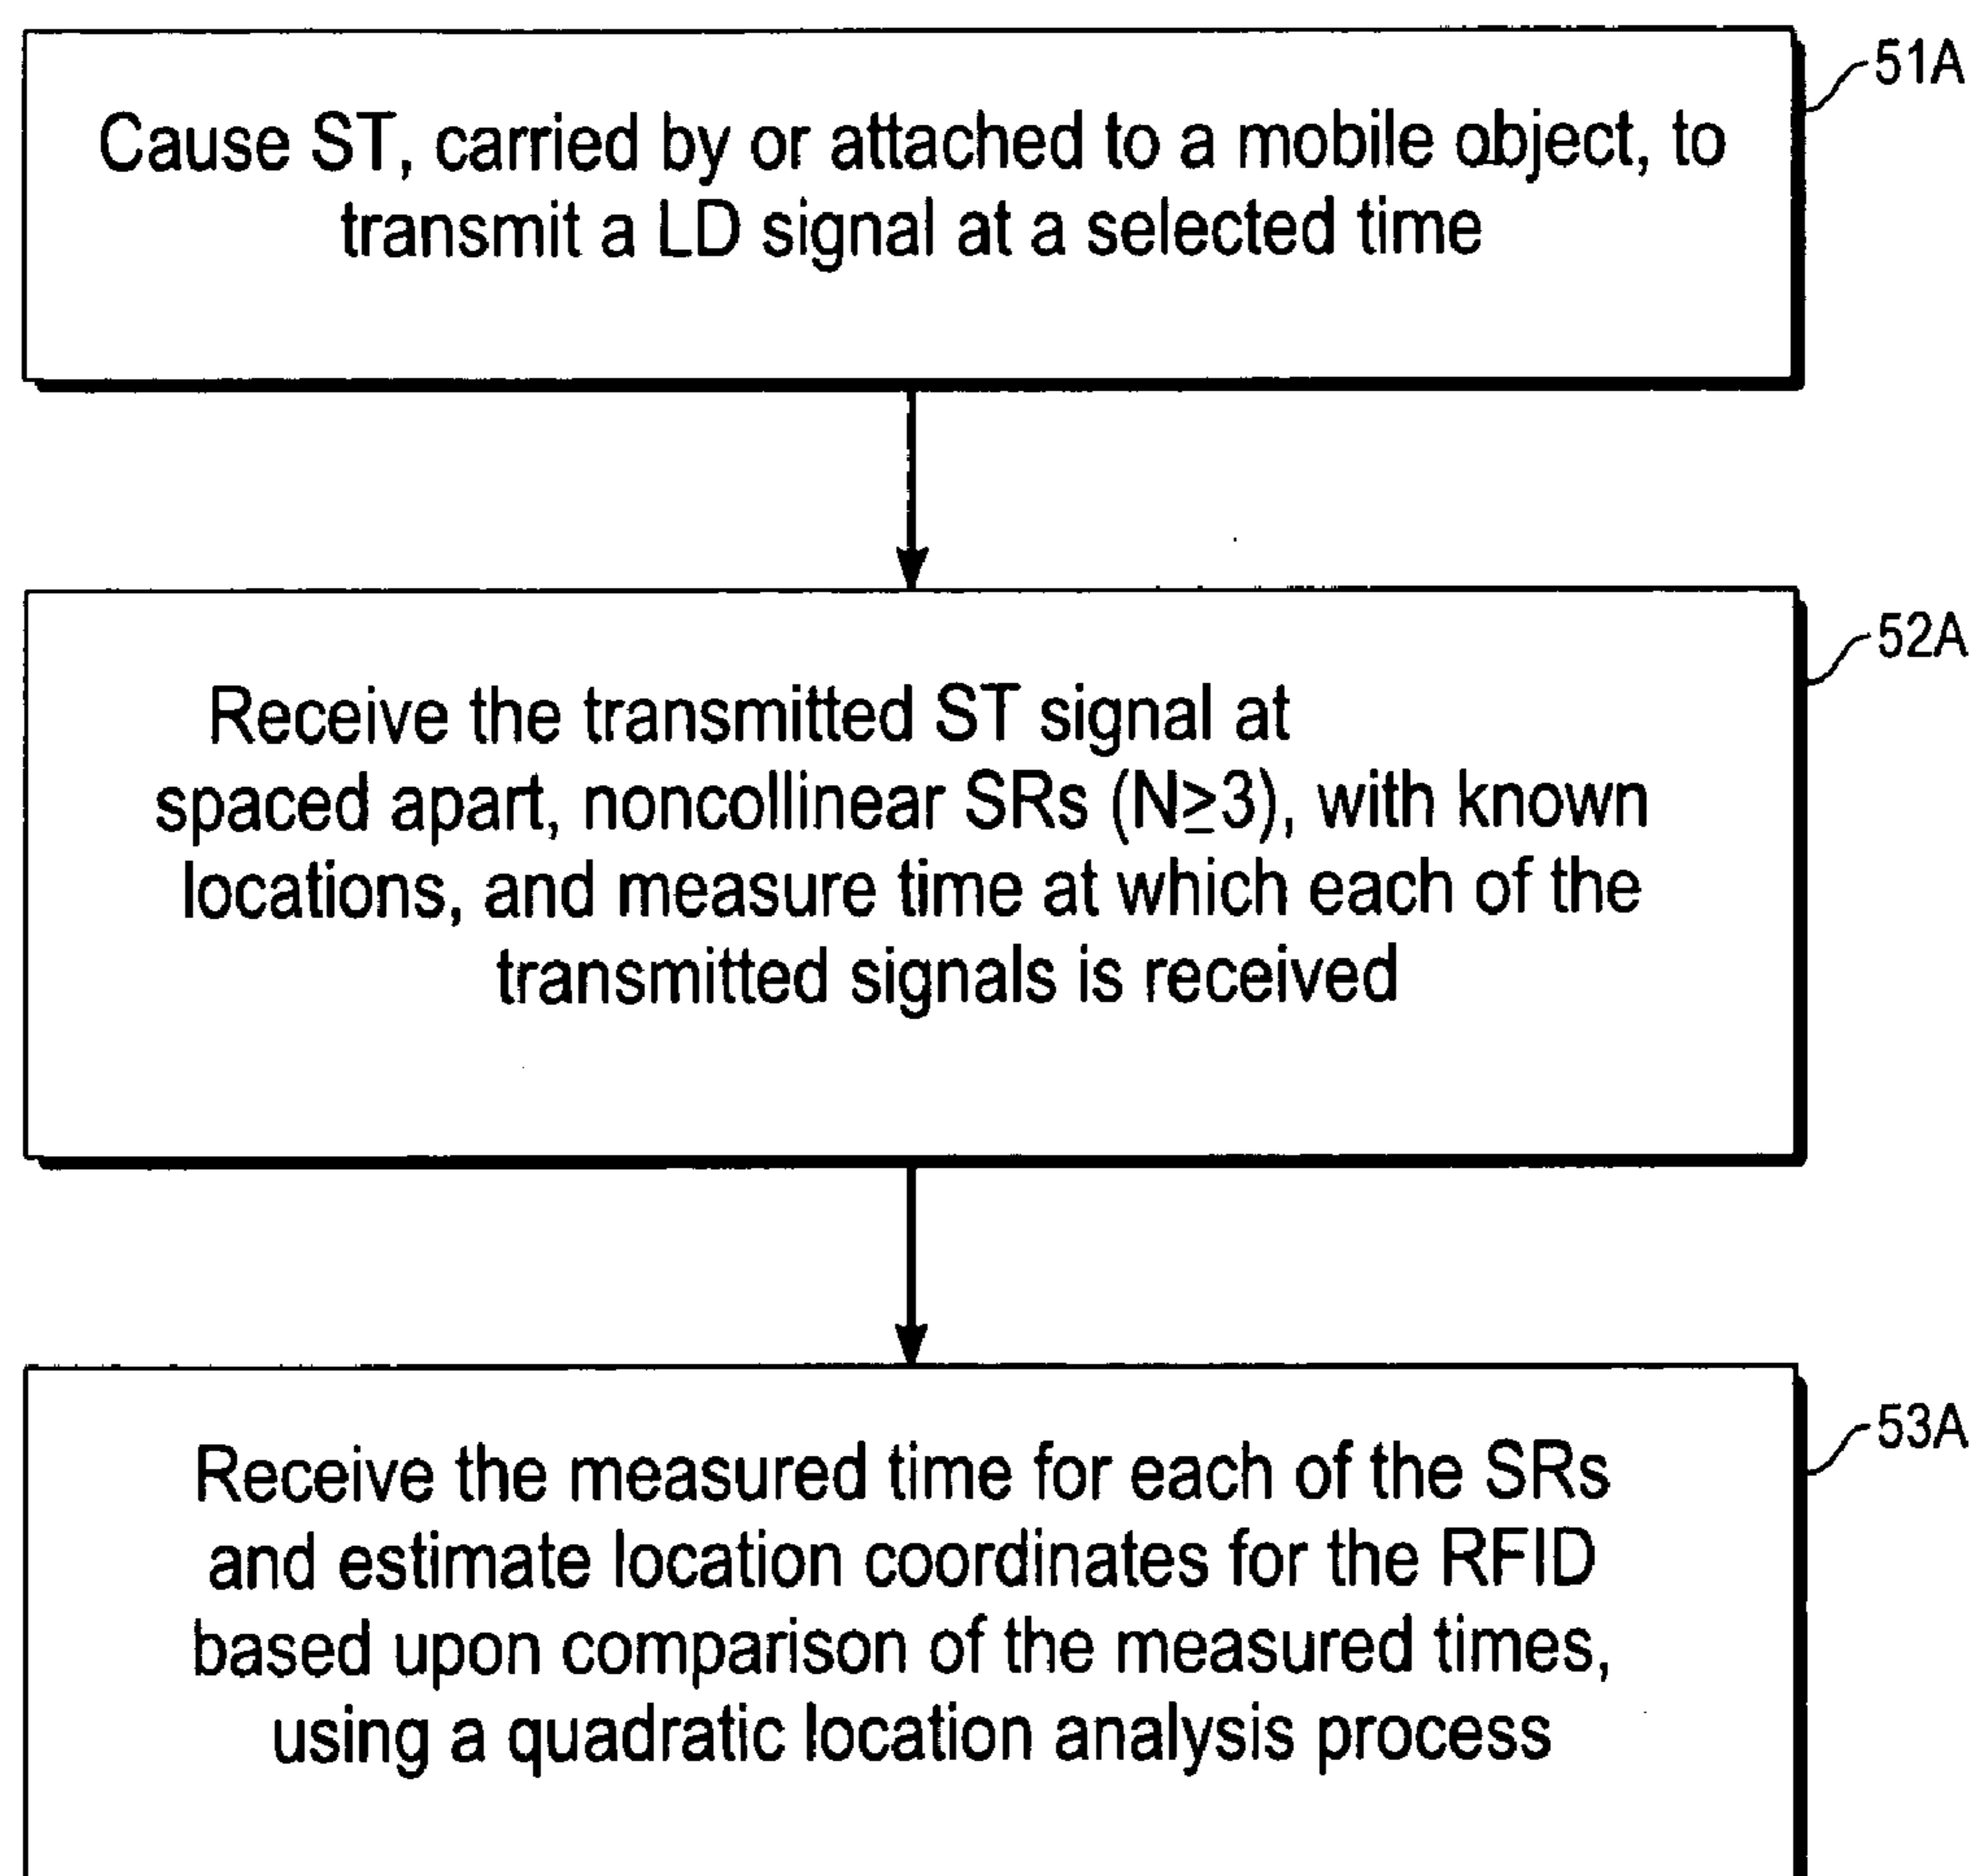 51A
Cause ST, carried by or attached to a mobile object, to
transmit a LD signal at a selected time
52A
Receive the transmitted ST signal at
spaced apart, noncollinear SRs (N≥3), with known
locations, and measure time at which each of the
transmitted signals is received
53A
Receive the measured time for each of the SRs
and estimate location coordinates for the RFID
based upon comparison of the measured times,
using a quadratic location analysis process